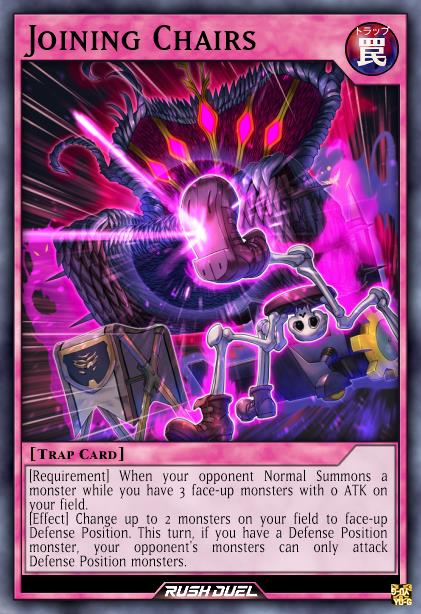 Joining Chairs
トラップ
罠
[Trap Card]
[Requirement] When your opponent Normal Summons a
monster while you have 3 face-up monsters with 0 ATK on
your field.
[Effect] Change up to 2 monsters on your field to face-up
Defense Position. This turn, if you have a Defense Position
monster, your opponent's monsters can only attack
Defense Position monsters.
RUSH DUEL